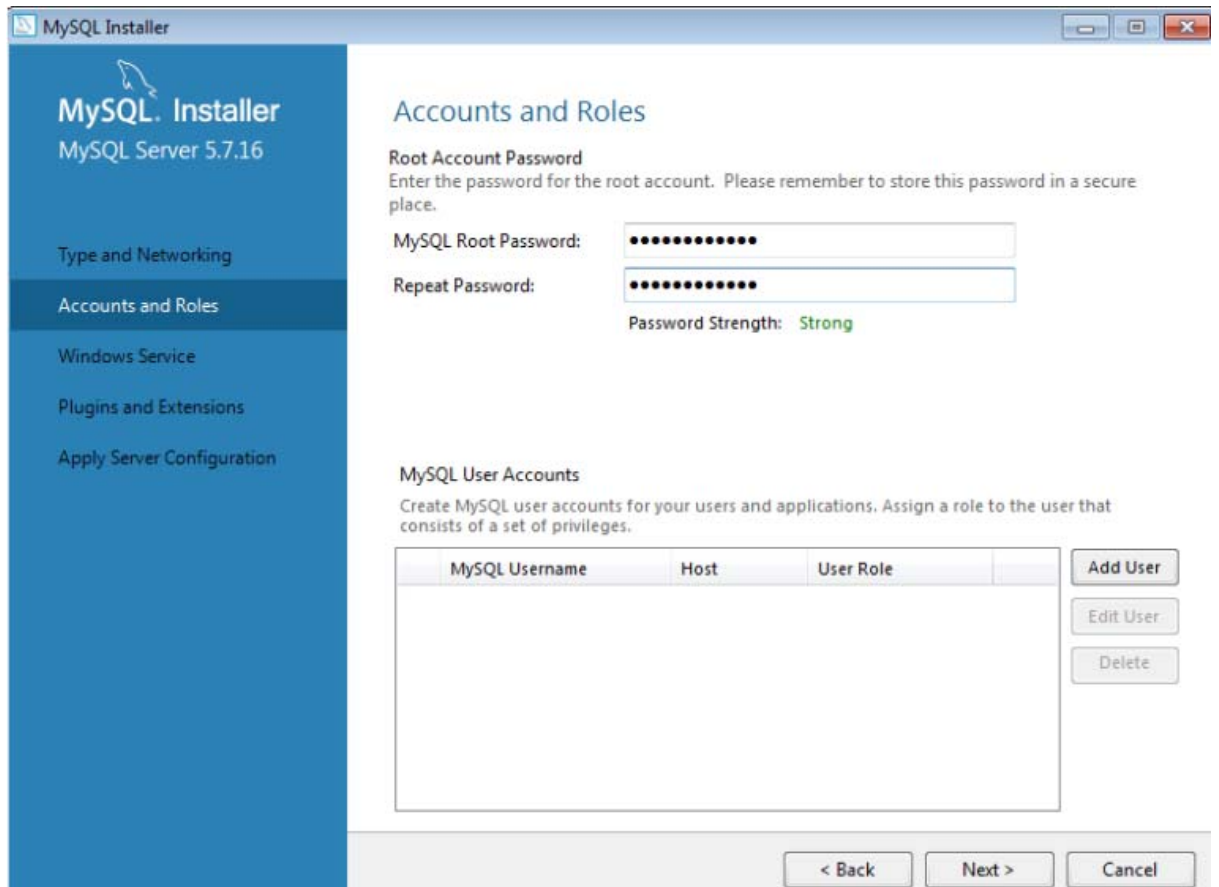 MySQL Installer
MySQL. Installer
MySQL Server 5.7.16
Type and Networking
Accounts and Roles
Windows Service
Plugins and Extensions
Apply Server Configuration
Accounts and Roles
Root Account Password
Enter the password for the root account. Please remember to store this password in a secure
place.
MySQL Root Password: ●●●●●●●●●●●●
Repeat Password: ●●●●●●●●●●●●
Password Strength: Strong
MySQL User Accounts
Create MySQL user accounts for your users and applications. Assign a role to the user that
consists of a set of privileges.
MySQL Username Host User Role
Add User
Edit User
Delete
< Back Next > Cancel